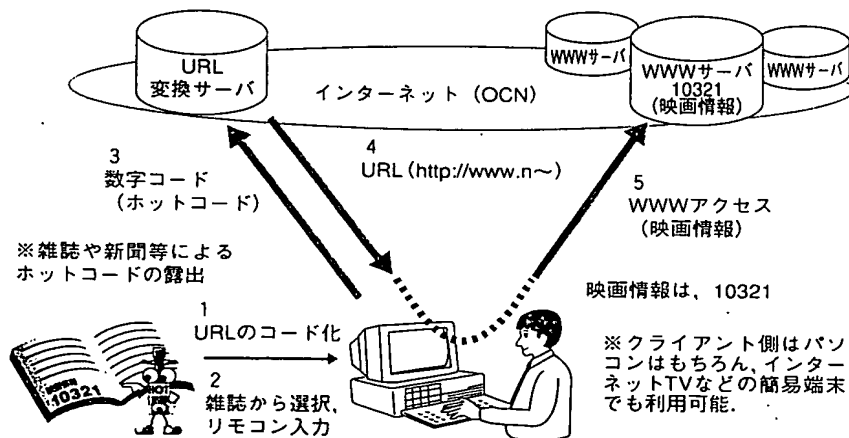 URL
変換サーバ
インターネット（OCN）
WWWサーバ
WWWサーバ
10321
(映画情報)
WWWサーバ
3
数字コード
（ホットコード）
4
URL（http://www.n～）
5
WWWアクセス
（映画情報）
※雑誌や新聞等による
ホットコードの露出
1
URLのコード化
2
雑誌から選択，
リモコン入力
映画情報は，10321
※クライアント側はパソ
コンはもちろん，インター
ネットTVなどの簡易端末
でも利用可能．
10321
HOT